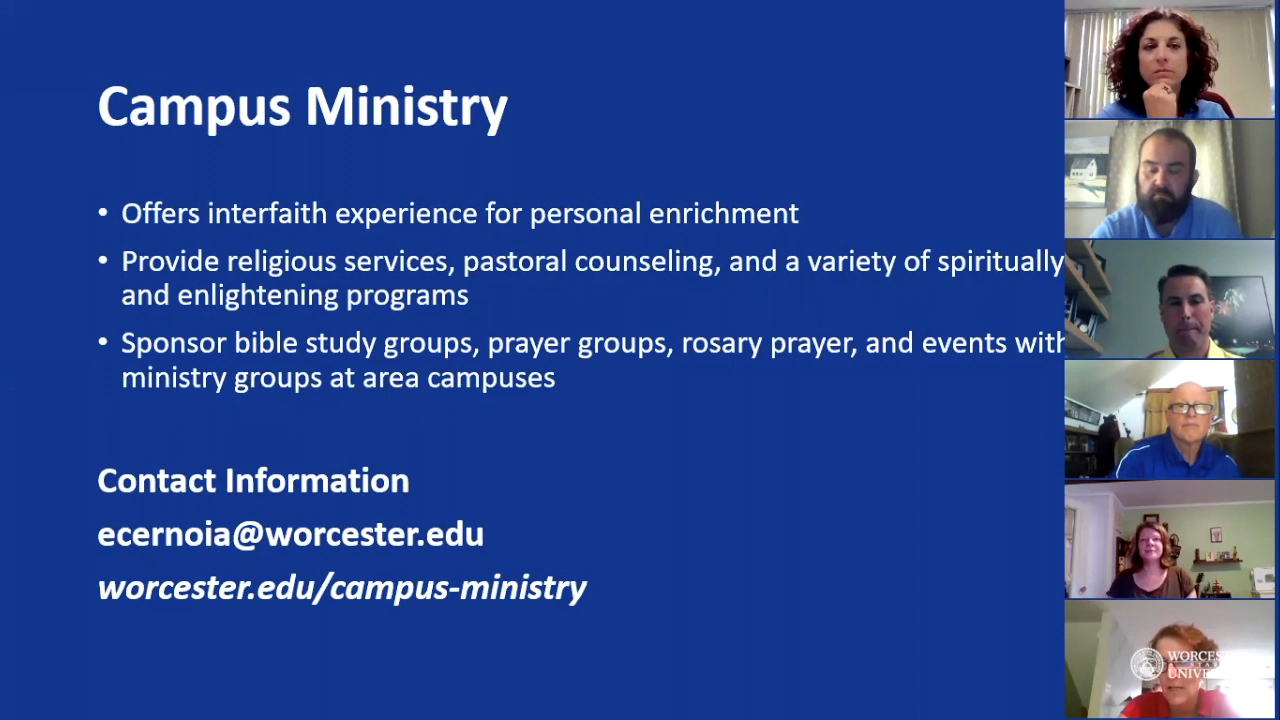 Campus Ministry
• Offers interfaith experience for personal enrichment
• Provide religious services, pastoral counseling, and a variety of spiritually
and enlightening programs
• Sponsor bible study groups, prayer groups, rosary prayer, and events with
ministry groups at area campuses
Contact Information
ecernoia@worcester.edu
worcester.edu/campus-ministry